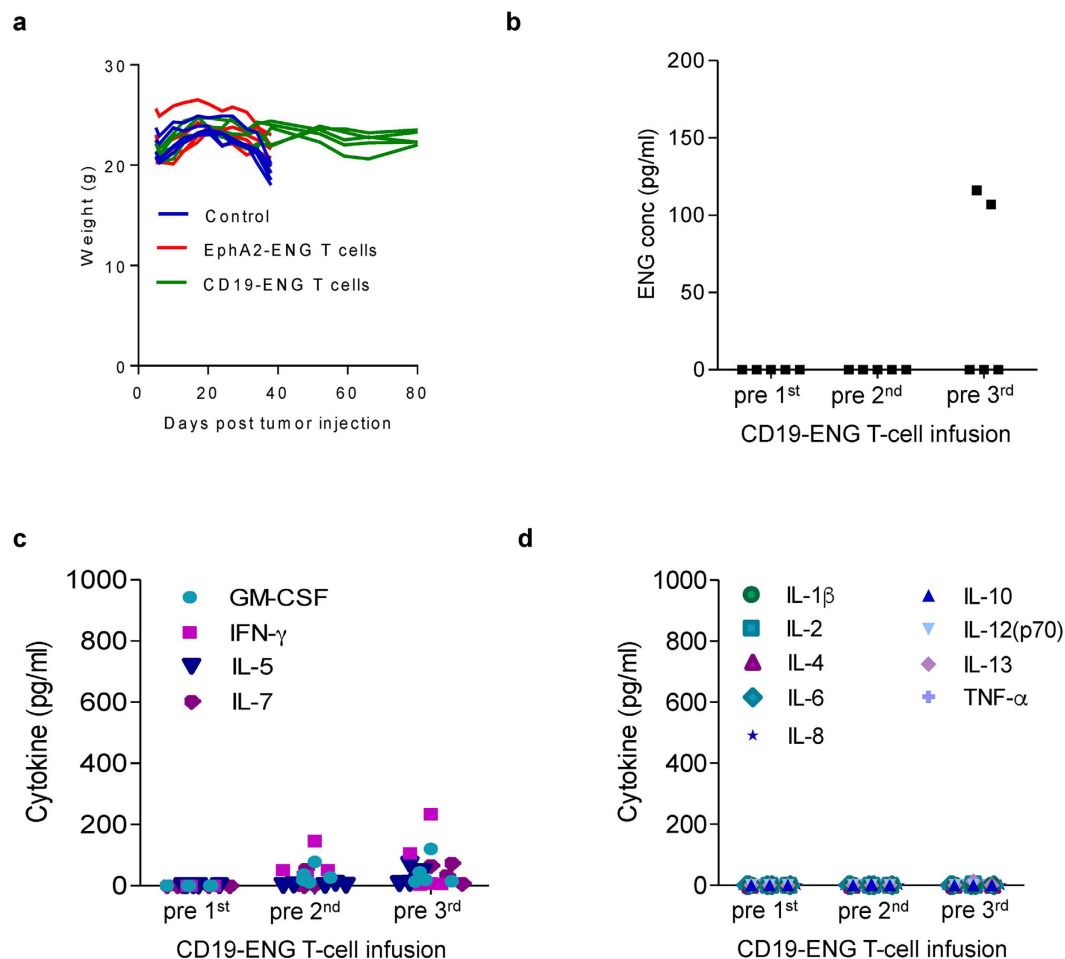 a
30
20
10
0
Weight (g)
Control
EphA2-ENG T cells
CD19-ENG T cells
0 20 40 60 80
Days post tumor injection
b
200
150
100
50
0
ENG conc (pg/ml)
pre 1st pre 2nd pre 3rd
CD19-ENG T-cell infusion
c
1000
800
600
400
200
0
Cytokine (pg/ml)
GM-CSF
IFN-γ
IL-5
IL-7
pre 1st pre 2nd pre 3rd
CD19-ENG T-cell infusion
d
1000
800
600
400
200
0
Cytokine (pg/ml)
IL-1β
IL-2
IL-4
IL-6
IL-8
IL-10
IL-12(p70)
IL-13
TNF-α
pre 1st pre 2nd pre 3rd
CD19-ENG T-cell infusion